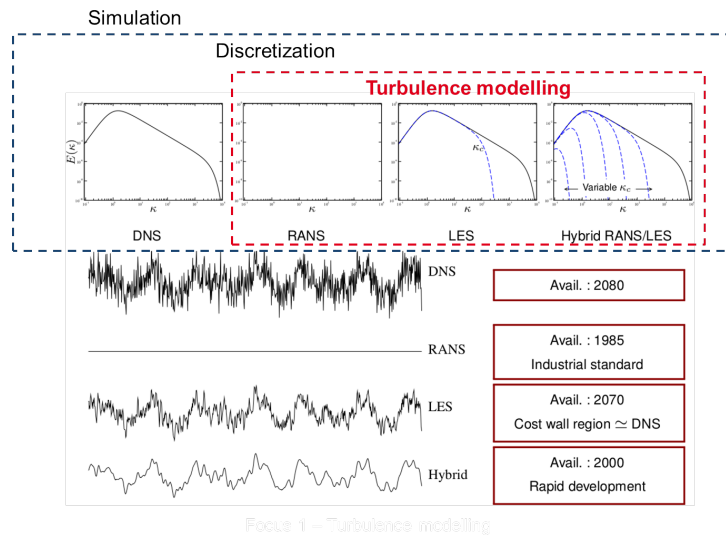 Simulation
Discretization
Turbulence modelling
E(κ)
κ
κ
κ
κ
κc
Variable κc
DNS
RANS
LES
Hybrid RANS/LES
DNS
Avail. : 2080
RANS
Avail. : 1985
Industrial standard
LES
Avail. : 2070
Cost wall region ≃ DNS
Hybrid
Avail. : 2000
Rapid development
Focus 1 – Turbulence modelling